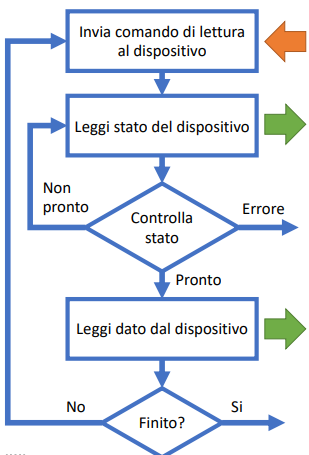 Invia comando di lettura
al dispositivo
Leggi stato del dispositivo
Non
pronto
Controlla
stato
Errore
Pronto
Leggi dato dal dispositivo
No
Finito?
Si